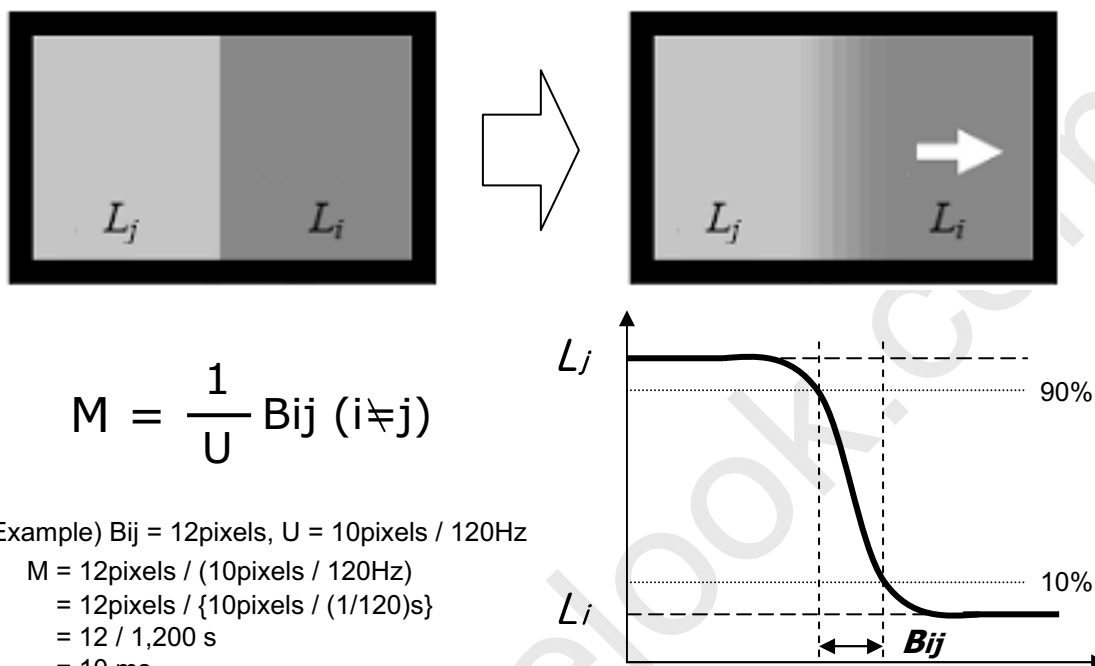 Lj Li
Lj Li
M = 1/U Bij (i≒j)
Lj
90%
10%
Li
Bij
Example) Bij = 12pixels, U = 10pixels / 120Hz
M = 12pixels / (10pixels / 120Hz)
= 12pixels / {10pixels / (1/120)s}
= 12 / 1,200 s
= 10 ms